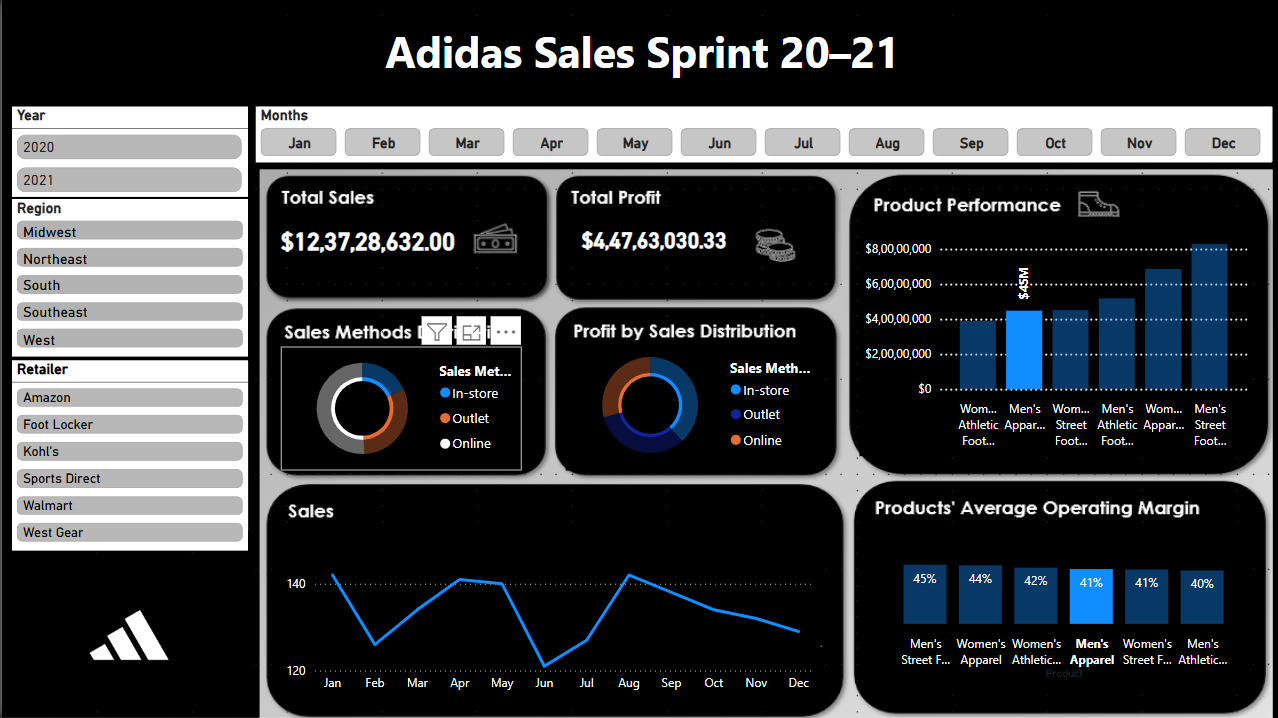 Adidas Sales Sprint 20–21
Year
2020
2021
Region
Midwest
Northeast
South
Southeast
West
Retailer
Amazon
Foot Locker
Kohl's
Sports Direct
Walmart
West Gear
Months
Jan Feb Mar Apr May Jun Jul Aug Sep Oct Nov Dec
Total Sales
$12,37,28,632.00
Total Profit
$4,47,63,030.33
Product Performance
$8,00,00,000
$6,00,00,000
$4,00,00,000
$2,00,00,000
$0
$45M
Wom... Men's Wom... Men's Wom... Men's
Athletic Appar... Street Athletic Appar... Street
Foot... Foot... Foot... Foot...
Sales Methods
Sales Met...
In-store
Outlet
Online
Profit by Sales Distribution
Sales Meth...
In-store
Outlet
Online
Sales
140
120
Jan Feb Mar Apr May Jun Jul Aug Sep Oct Nov Dec
Products' Average Operating Margin
45% 44% 42% 41% 41% 40%
Men's Women's Women's Men's Women's Men's
Street F... Apparel Athletic... Apparel Street F... Athletic...
Product